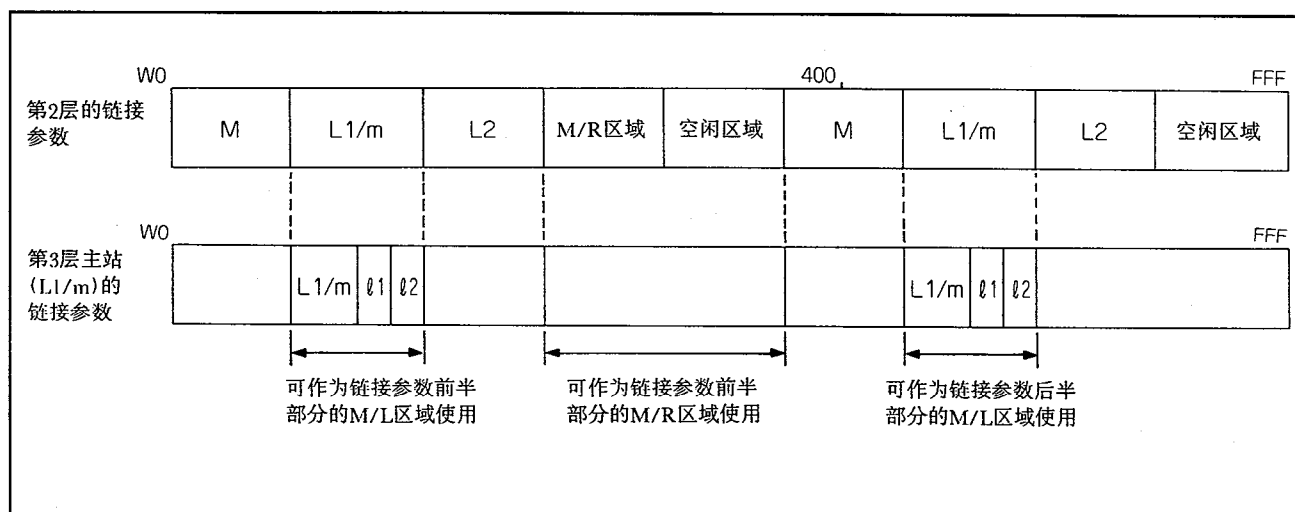 W0
400
FFF
第2层的链接
参数
M
L1/m
L2
M/R区域
空闲区域
M
L1/m
L2
空闲区域
W0
FFF
第3层主站
(L1/m)的
链接参数
L1/m
ℓ1
ℓ2
L1/m
ℓ1
ℓ2
可作为链接参数前半
部分的M/L区域使用
可作为链接参数前半
部分的M/R区域使用
可作为链接参数后半
部分的M/L区域使用